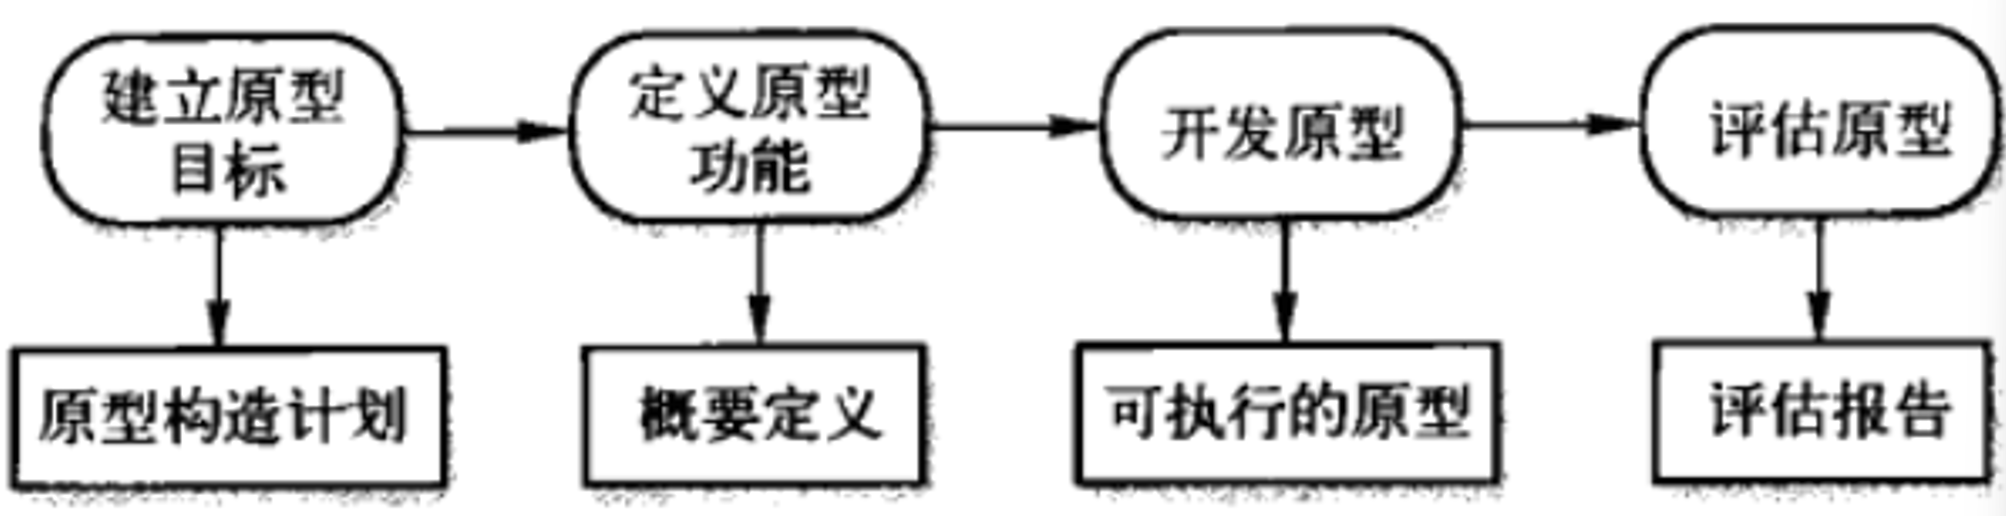 建立原型
目标
定义原型
功能
开发原型
评估原型
原型构造计划
概要定义
可执行的原型
评估报告